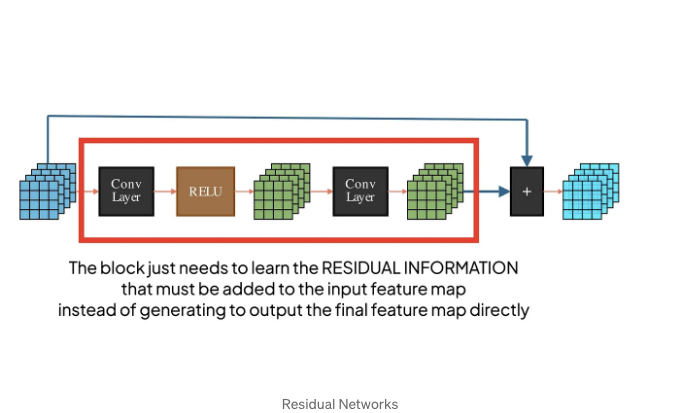 Conv
Layer
RELU
Conv
Layer
+
The block just needs to learn the RESIDUAL INFORMATION
that must be added to the input feature map
instead of generating to output the final feature map directly
Residual Networks